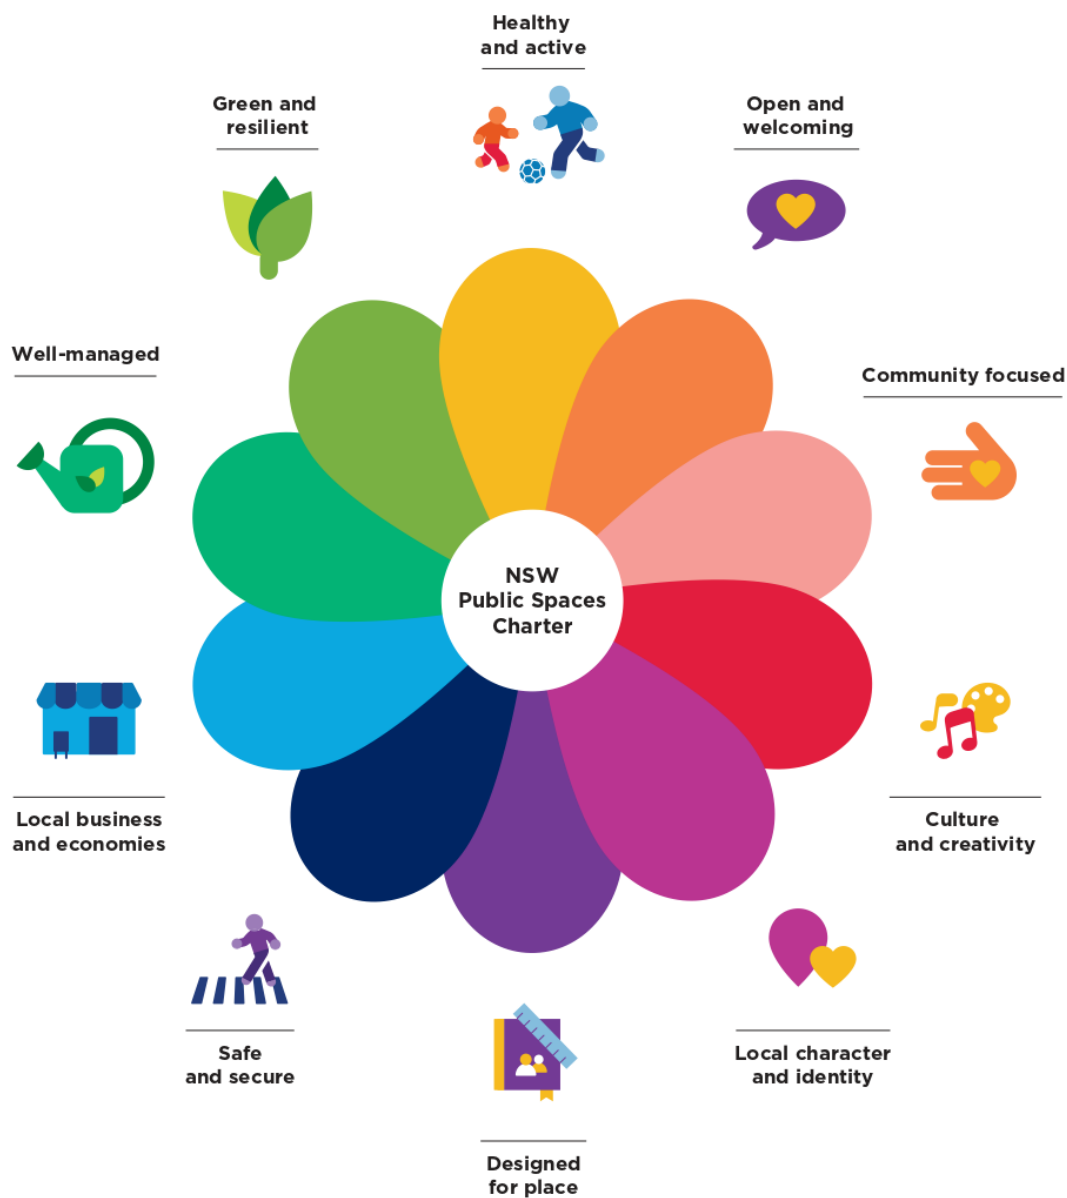 Healthy
and active
Green and
resilient
Open and
welcoming
Well-managed
Community focused
NSW
Public Spaces
Charter
Local business
and economies
Culture
and creativity
Safe
and secure
Local character
and identity
Designed
for place